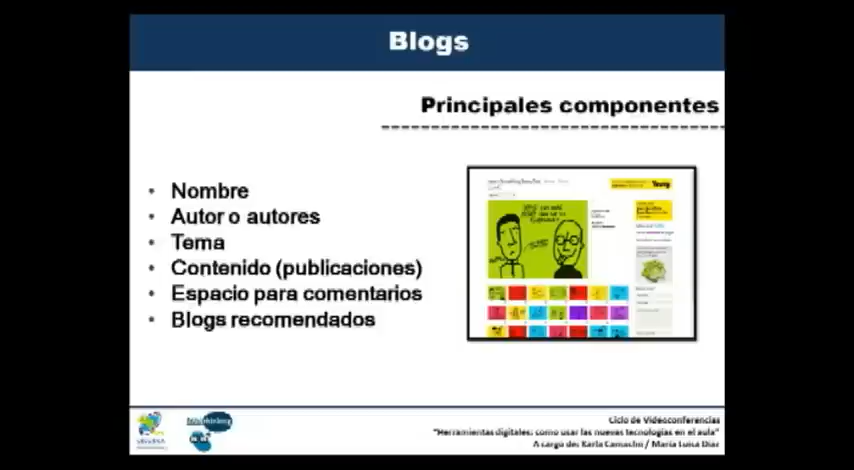 Blogs
Principales componentes
• Nombre
• Autor o autores
• Tema
• Contenido (publicaciones)
• Espacio para comentarios
• Blogs recomendados
Ciclo de Videoconferencias
"Herramientas digitales: como usar las nuevas tecnologías en el aula"
A cargo de: Karla Camacho / María Luisa Díaz